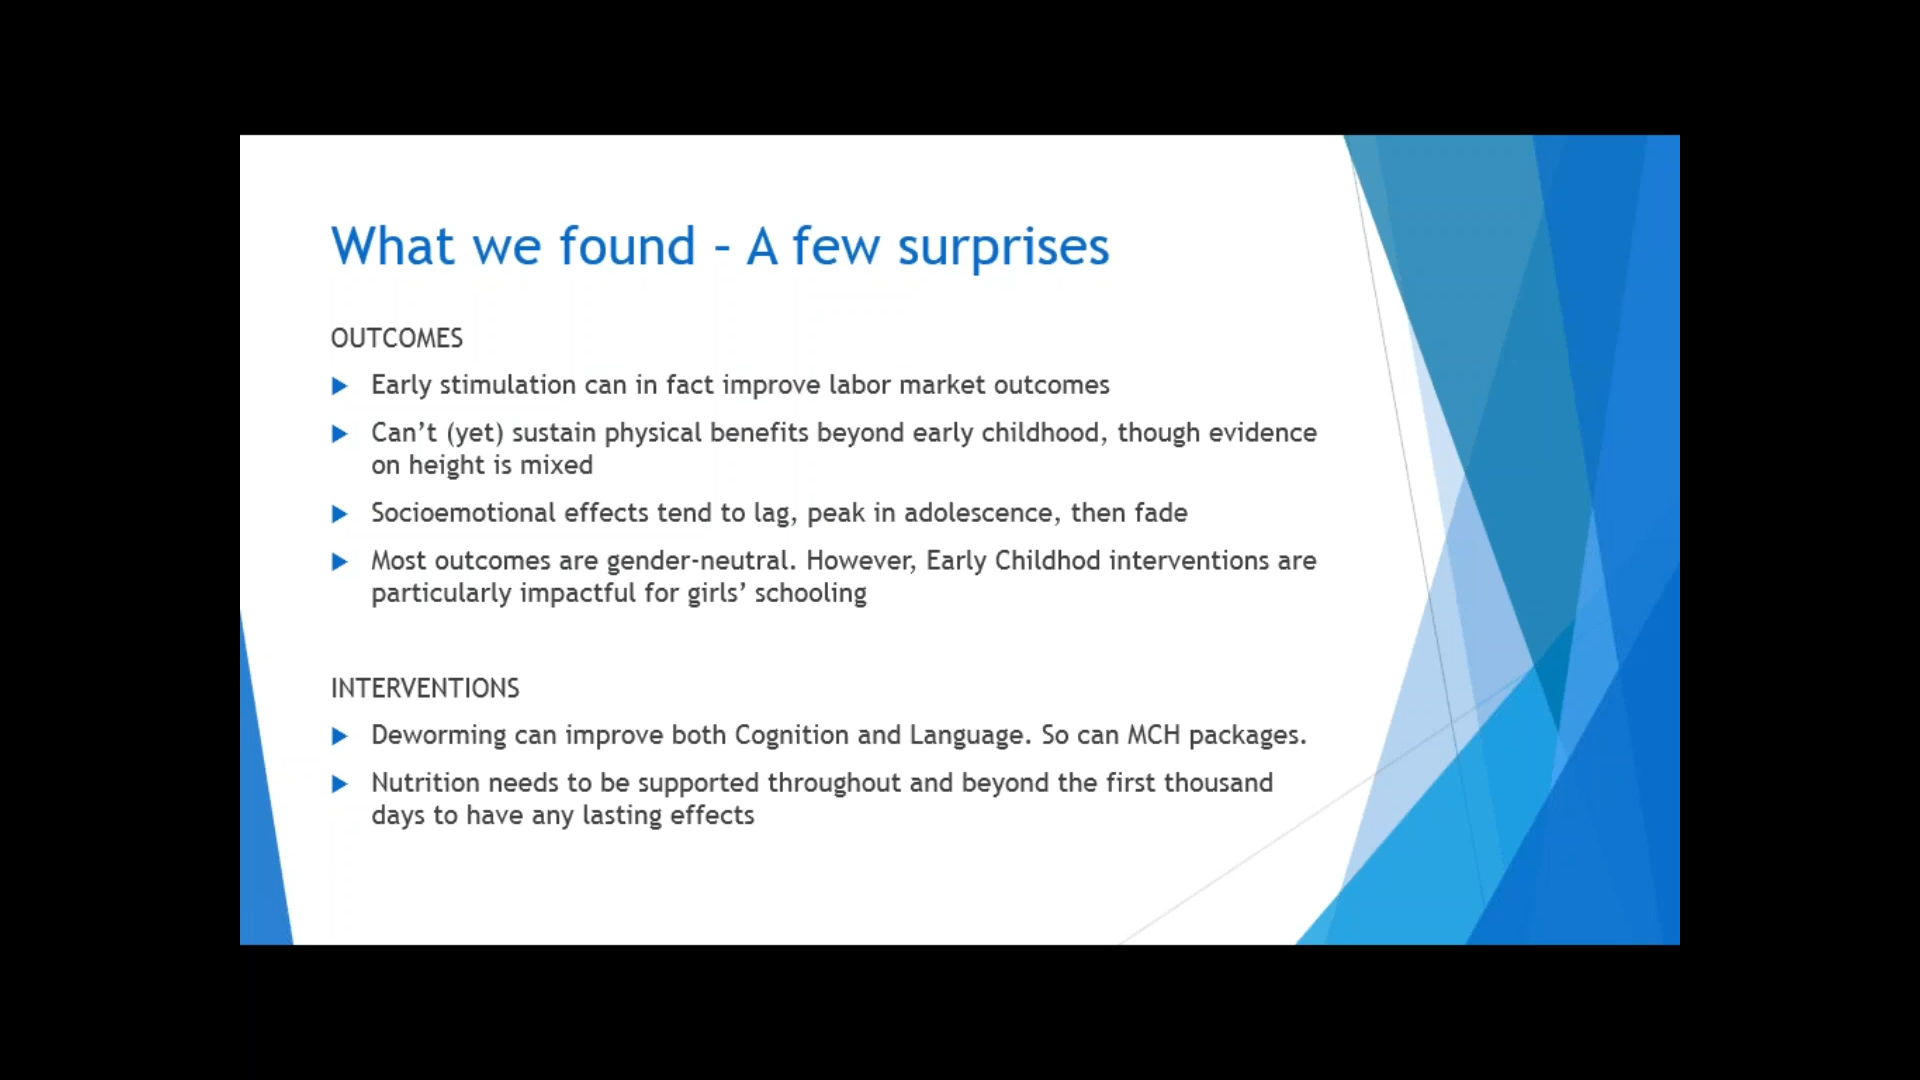 What we found – A few surprises
OUTCOMES
Early stimulation can in fact improve labor market outcomes
Can’t (yet) sustain physical benefits beyond early childhood, though evidence
on height is mixed
Socioemotional effects tend to lag, peak in adolescence, then fade
Most outcomes are gender-neutral. However, Early Childhod interventions are
particularly impactful for girls’ schooling
INTERVENTIONS
Deworming can improve both Cognition and Language. So can MCH packages.
Nutrition needs to be supported throughout and beyond the first thousand
days to have any lasting effects